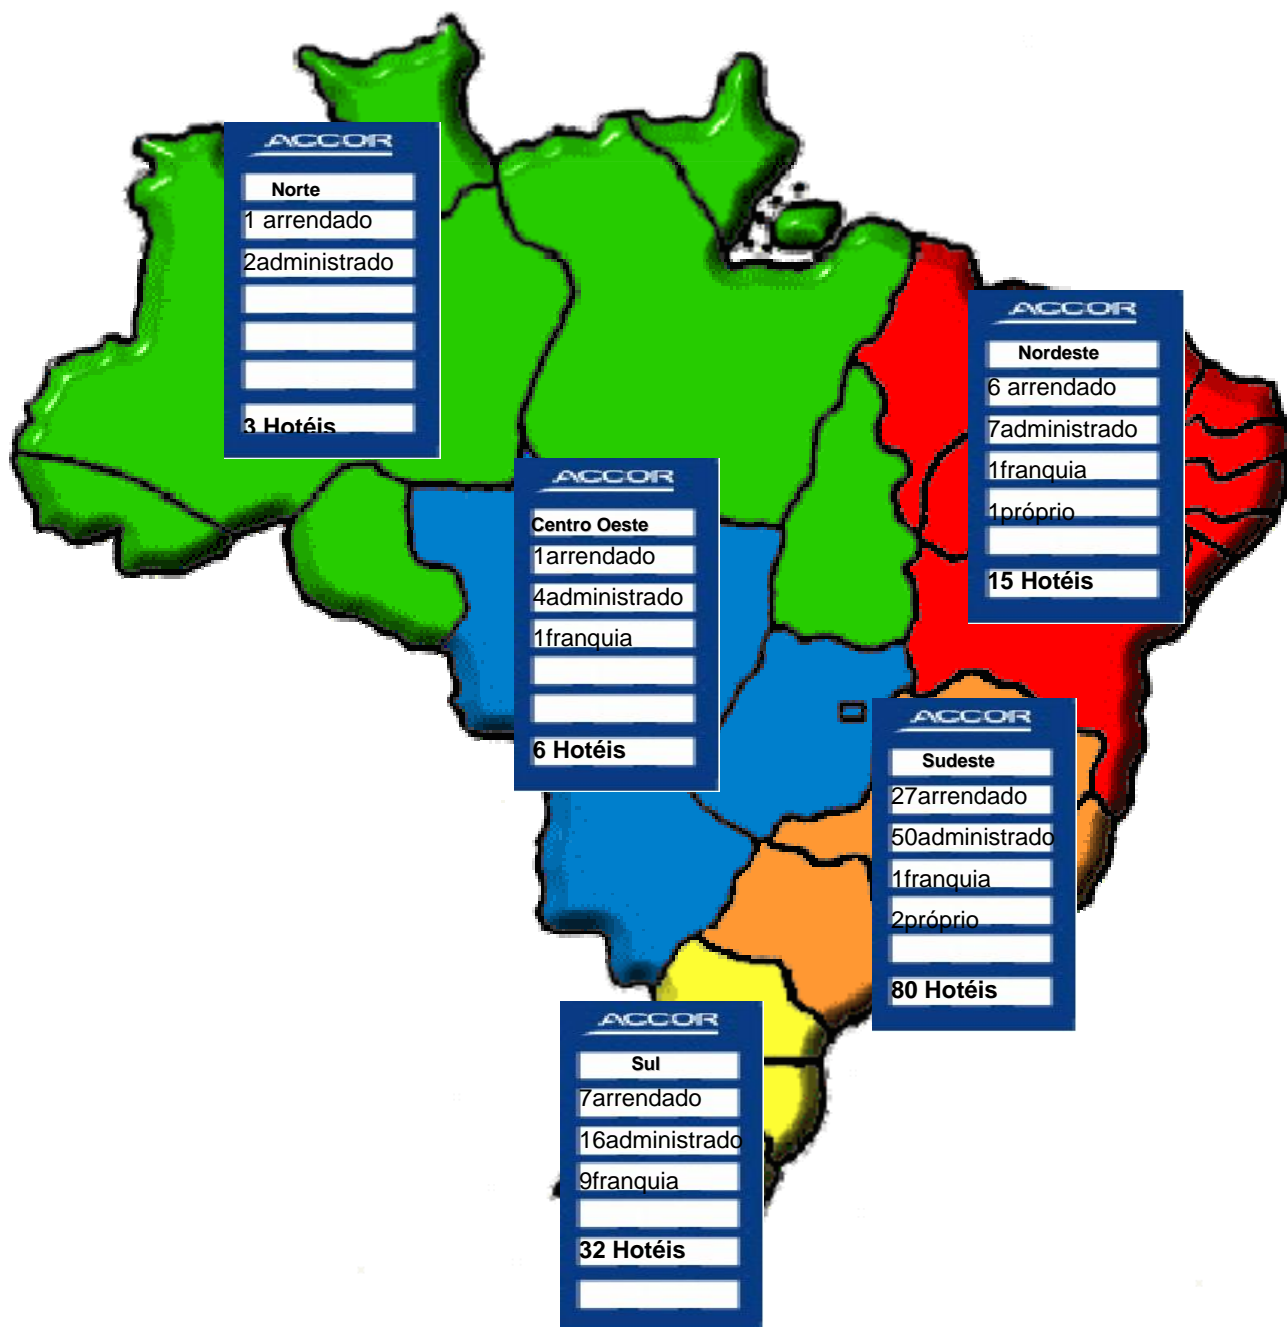 ACCOR
Norte
1 arrendado
2administrado
3 Hotéis
ACCOR
Nordeste
6 arrendado
7administrado
1franquia
1próprio
15 Hotéis
ACCOR
Centro Oeste
1arrendado
4administrado
1franquia
6 Hotéis
ACCOR
Sudeste
27arrendado
50administrado
1franquia
2próprio
80 Hotéis
ACCOR
Sul
7arrendado
16administrado
9franquia
32 Hotéis